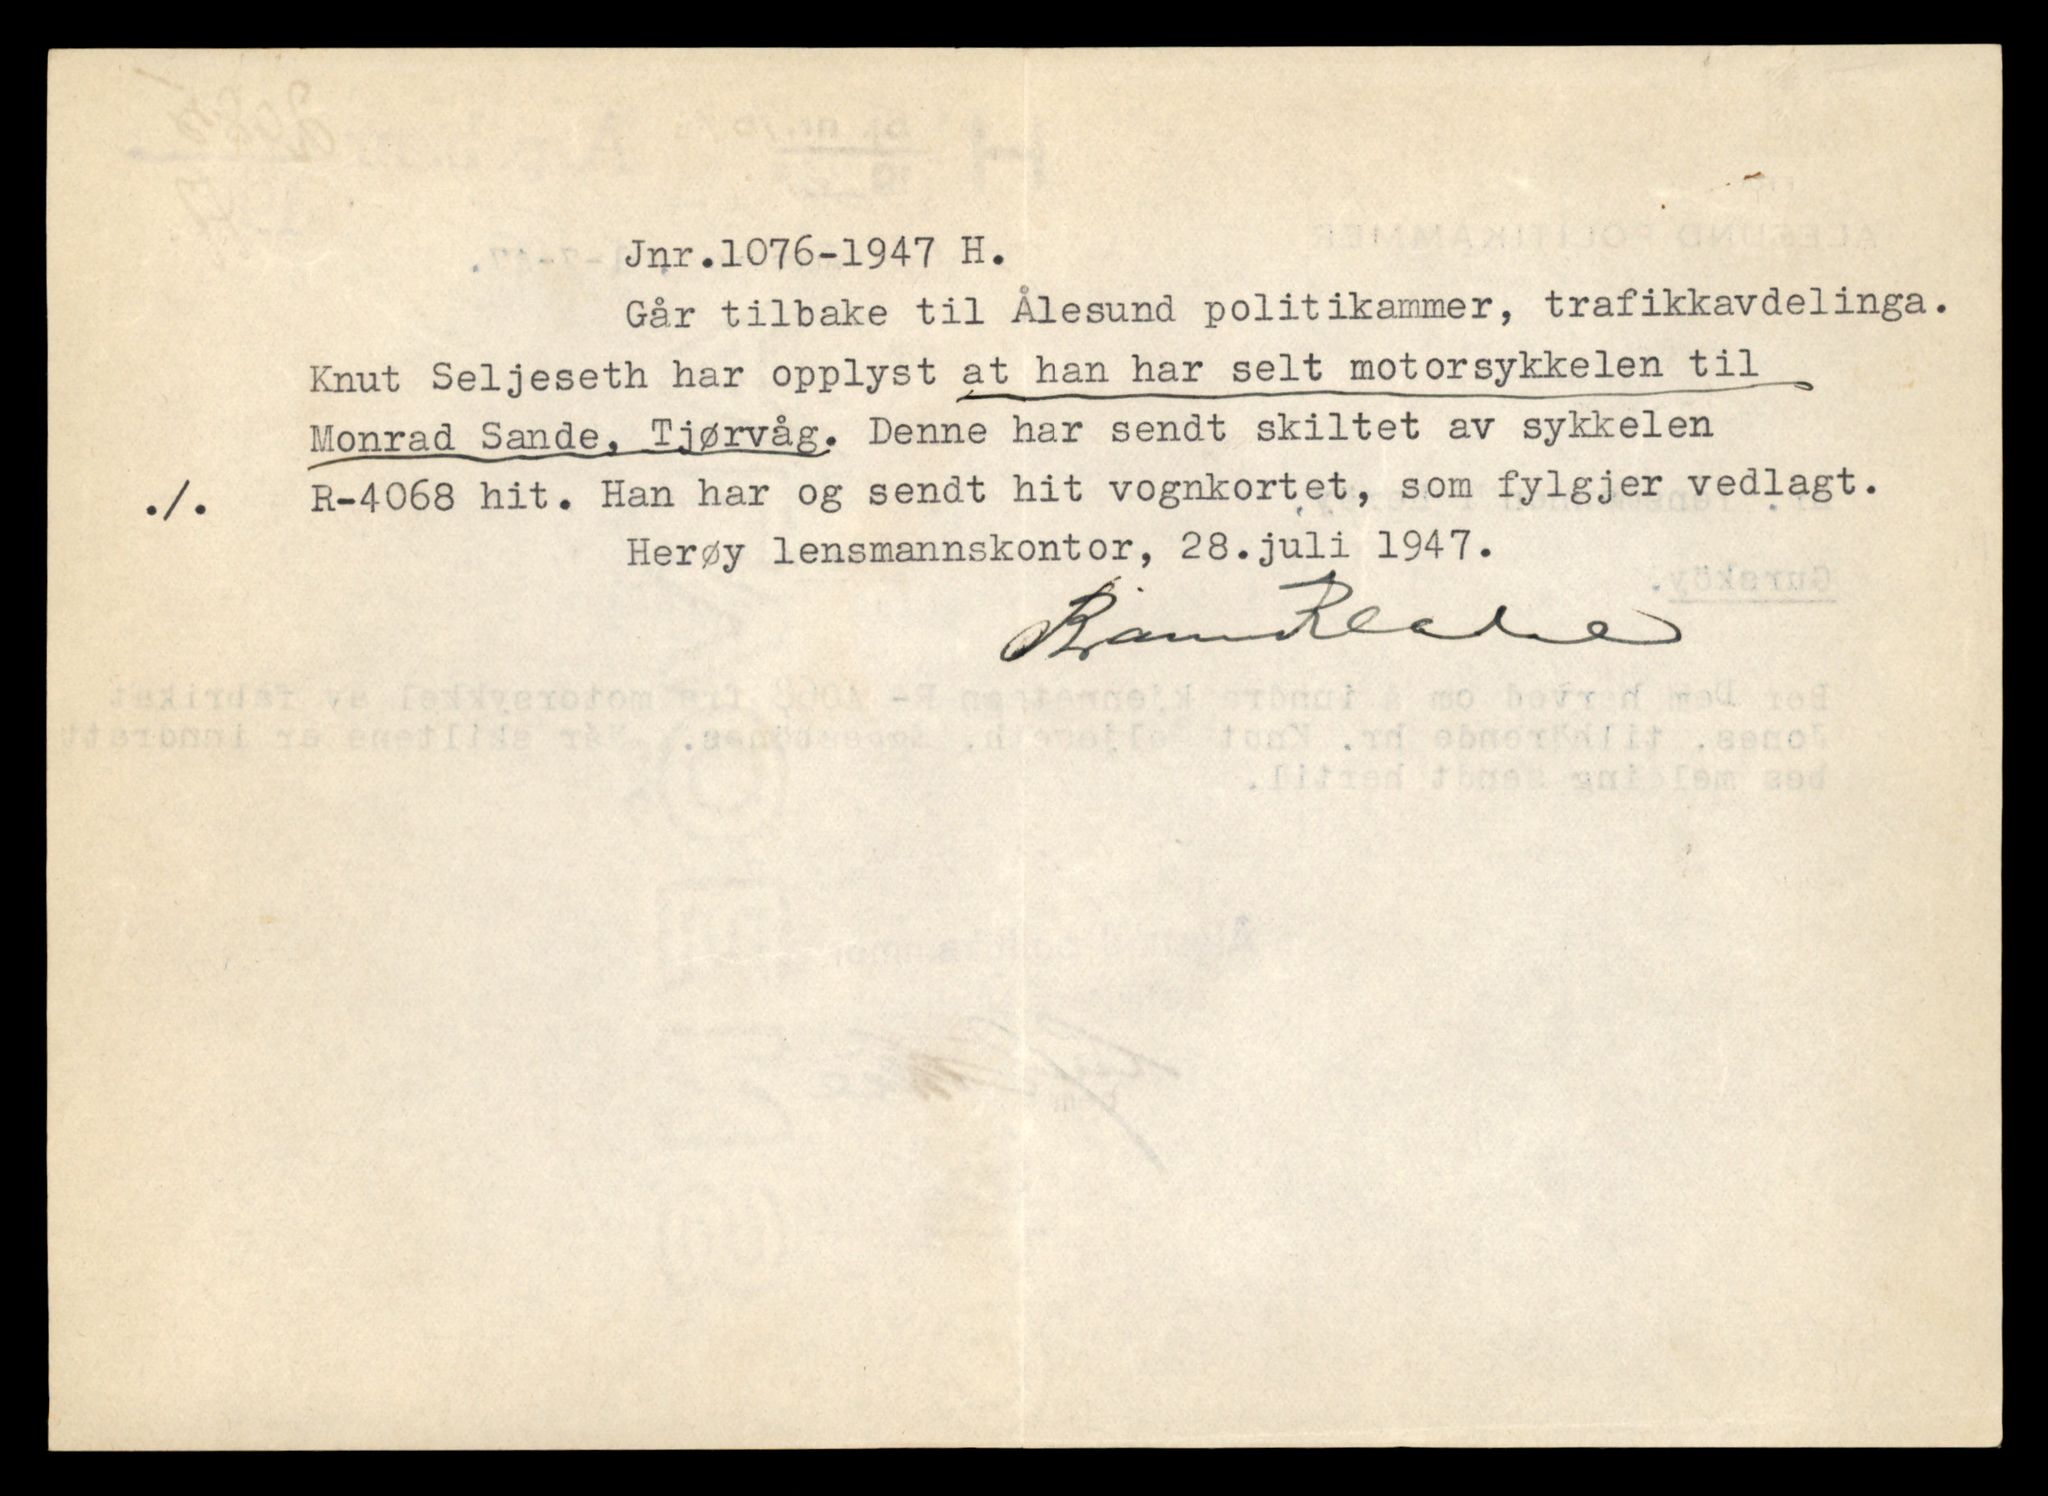 Jnr.1076-1947 H.
Går tilbake til Ålesund politikammer, trafikkavdelinga.
Knut Seljeseth har opplyst at han har selt motorsykkelen til
Monrad Sande, Tjørvåg. Denne har sendt skiltet av sykkelen
./. R-4068 hit. Han har og sendt hit vognkortet, som fylgjer vedlagt.
Herøy lensmannskontor, 28.juli 1947.